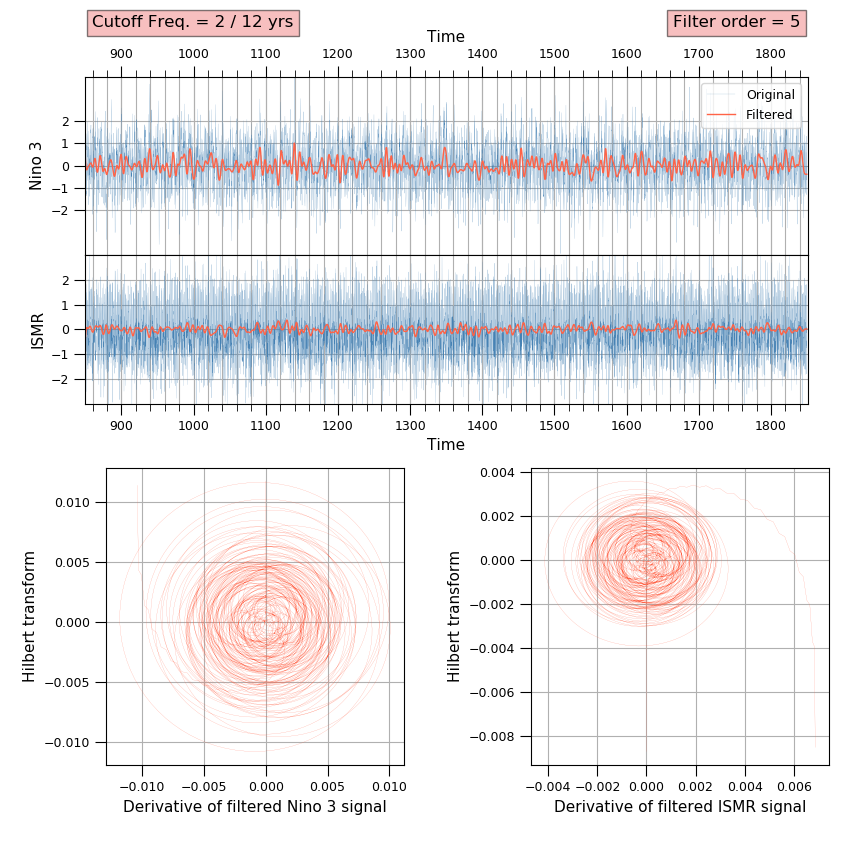 Cutoff Freq. = 2 / 12 yrs
Filter order = 5
Time
900 1000 1100 1200 1300 1400 1500 1600 1700 1800
Original
Filtered
Nino 3
2
1
0
−1
−2
ISMR
2
1
0
−1
−2
900 1000 1100 1200 1300 1400 1500 1600 1700 1800
Time
Hilbert transform
0.010
0.005
0.000
−0.005
−0.010
−0.010 −0.005 0.000 0.005 0.010
Derivative of filtered Nino 3 signal
Hilbert transform
0.004
0.002
0.000
−0.002
−0.004
−0.006
−0.008
−0.004 −0.002 0.000 0.002 0.004 0.006
Derivative of filtered ISMR signal